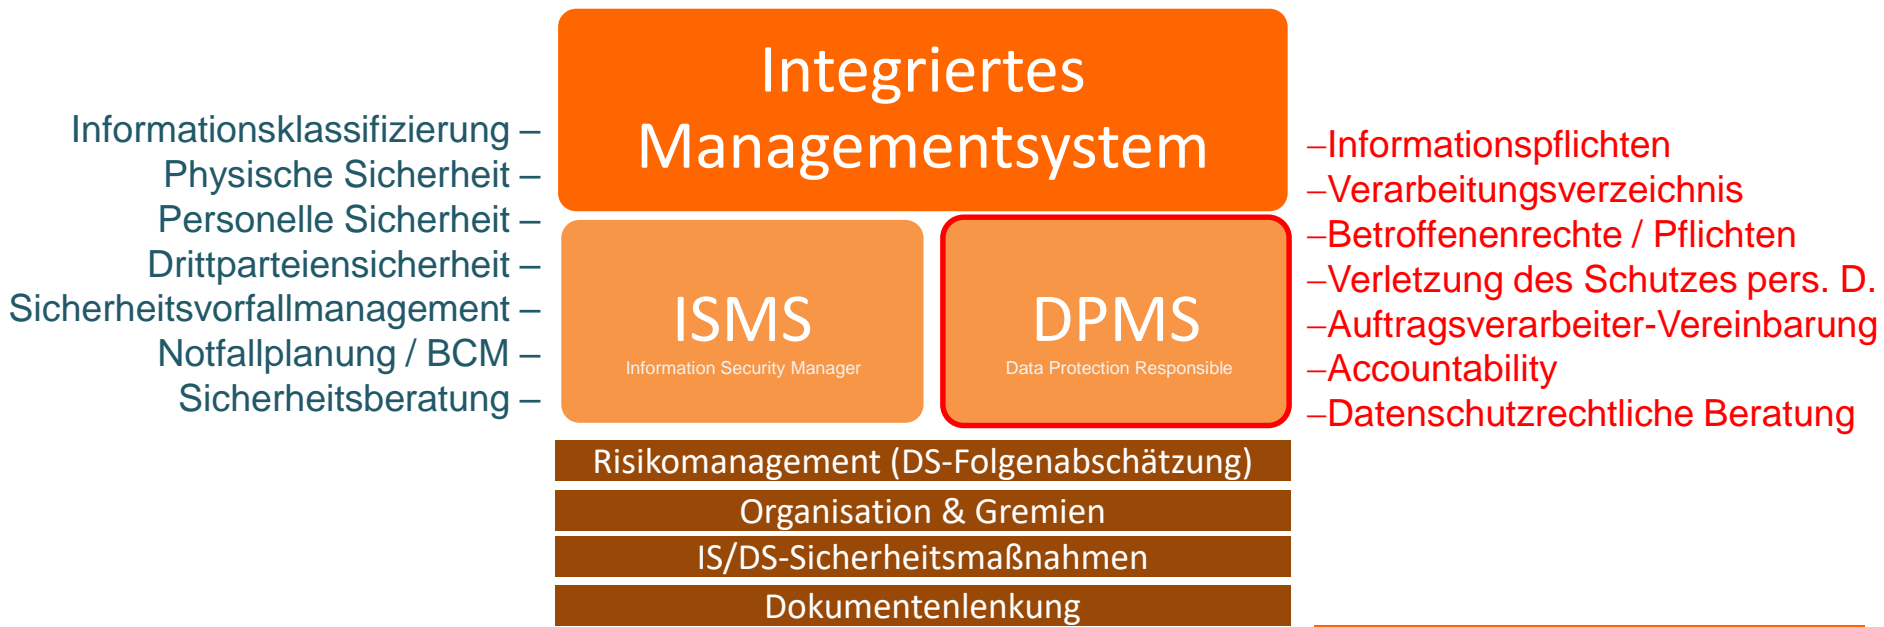 Integriertes
Managementsystem
Informationsklassifizierung –
Physische Sicherheit –
Personelle Sicherheit –
Drittparteiensicherheit –
Sicherheitsvorfallmanagement –
Notfallplanung / BCM –
Sicherheitsberatung –
ISMS
Information Security Manager
DPMS
Data Protection Responsible
–Informationspflichten
–Verarbeitungsverzeichnis
–Betroffenenrechte / Pflichten
–Verletzung des Schutzes pers. D.
–Auftragsverarbeiter-Vereinbarung
–Accountability
–Datenschutzrechtliche Beratung
Risikomanagement (DS-Folgenabschätzung)
Organisation & Gremien
IS/DS-Sicherheitsmaßnahmen
Dokumentenlenkung